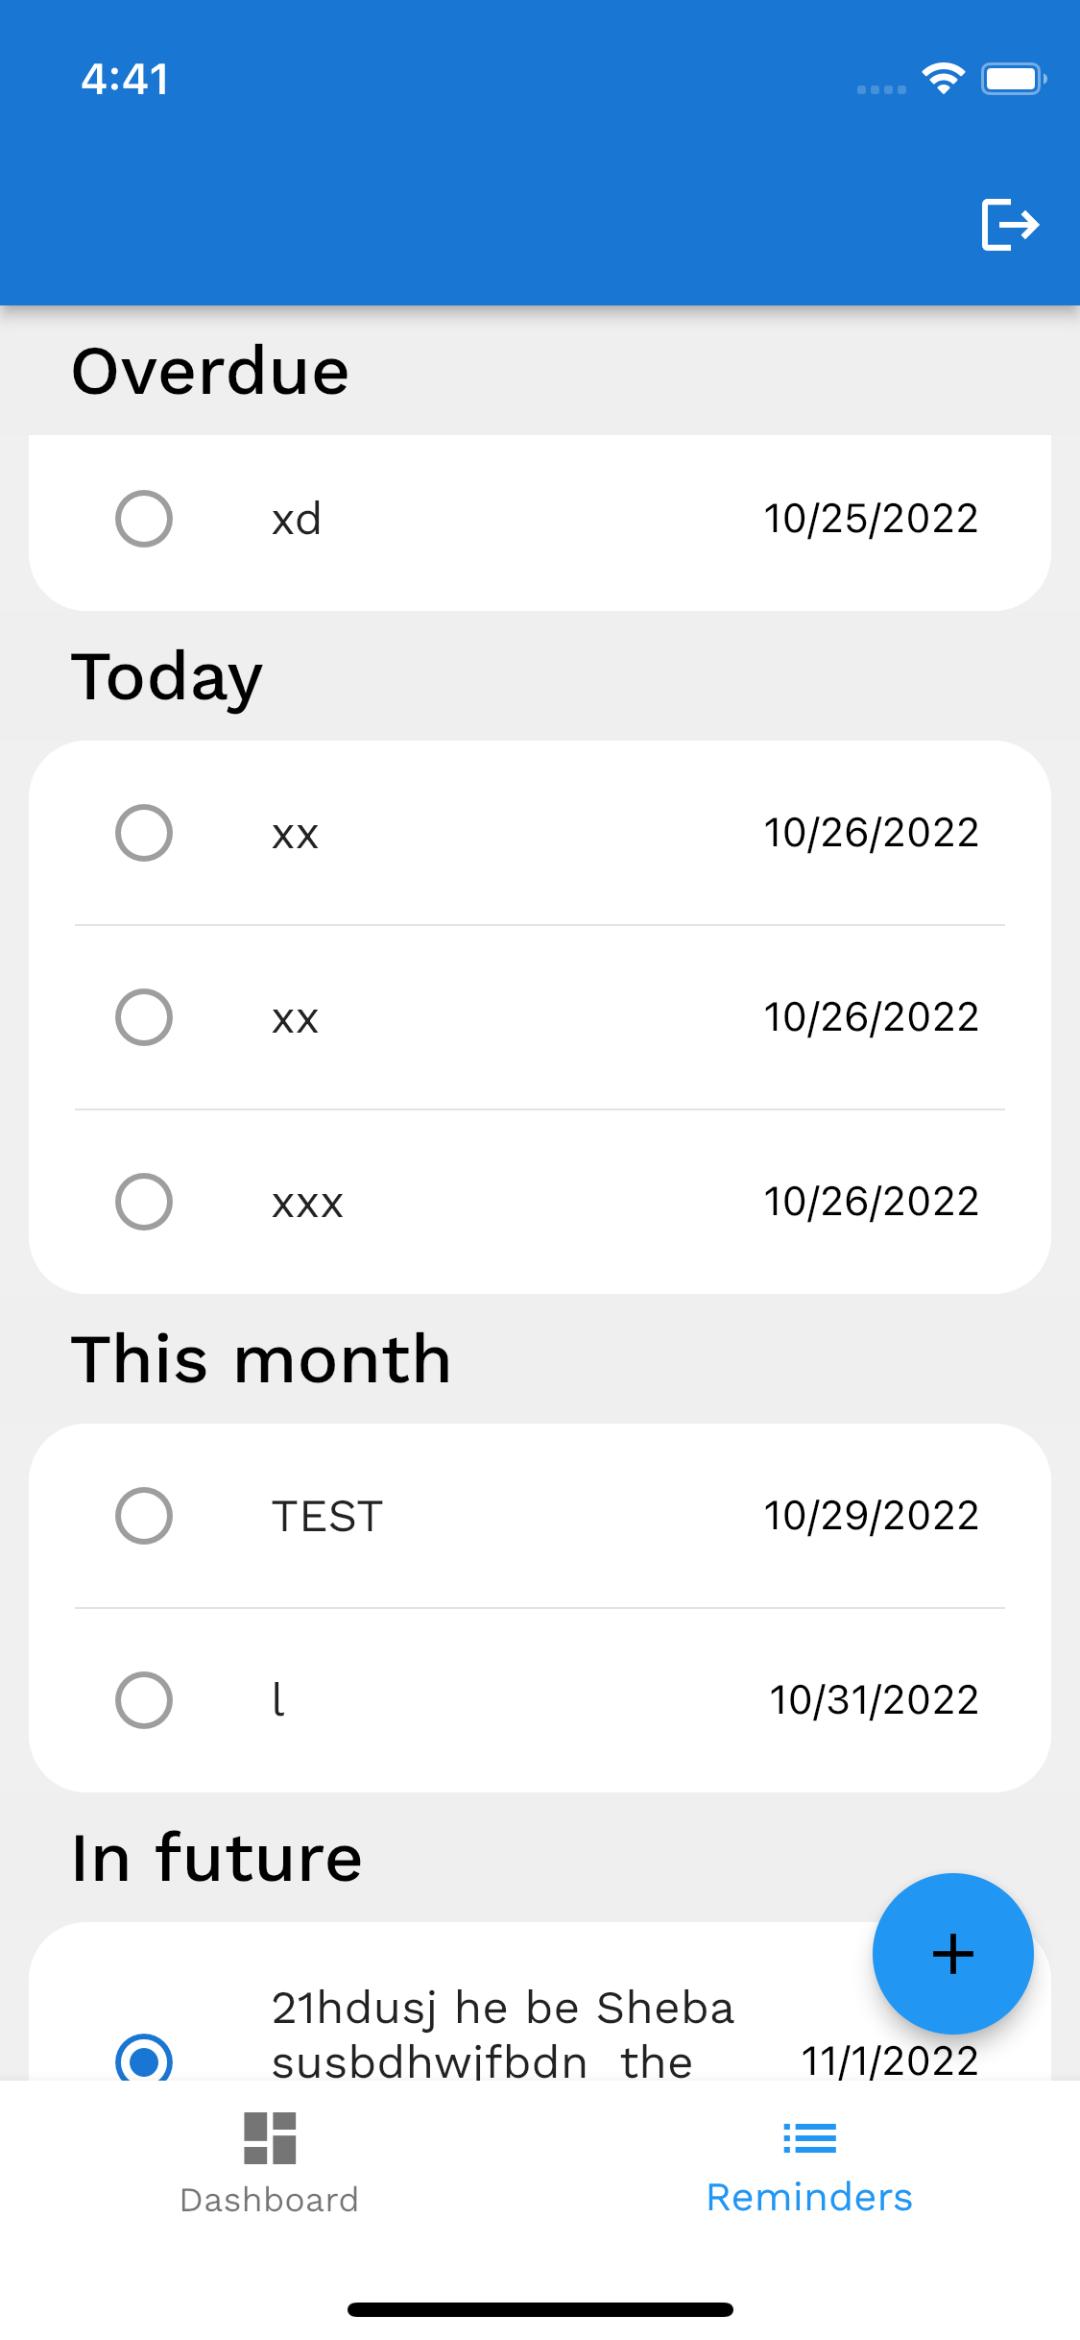 4:41
Overdue
xd 10/25/2022
Today
xx 10/26/2022
xx 10/26/2022
xxx 10/26/2022
This month
TEST 10/29/2022
l 10/31/2022
In future
21hdusj he be Sheba
susbdhwjfbdn the 11/1/2022
Dashboard Reminders